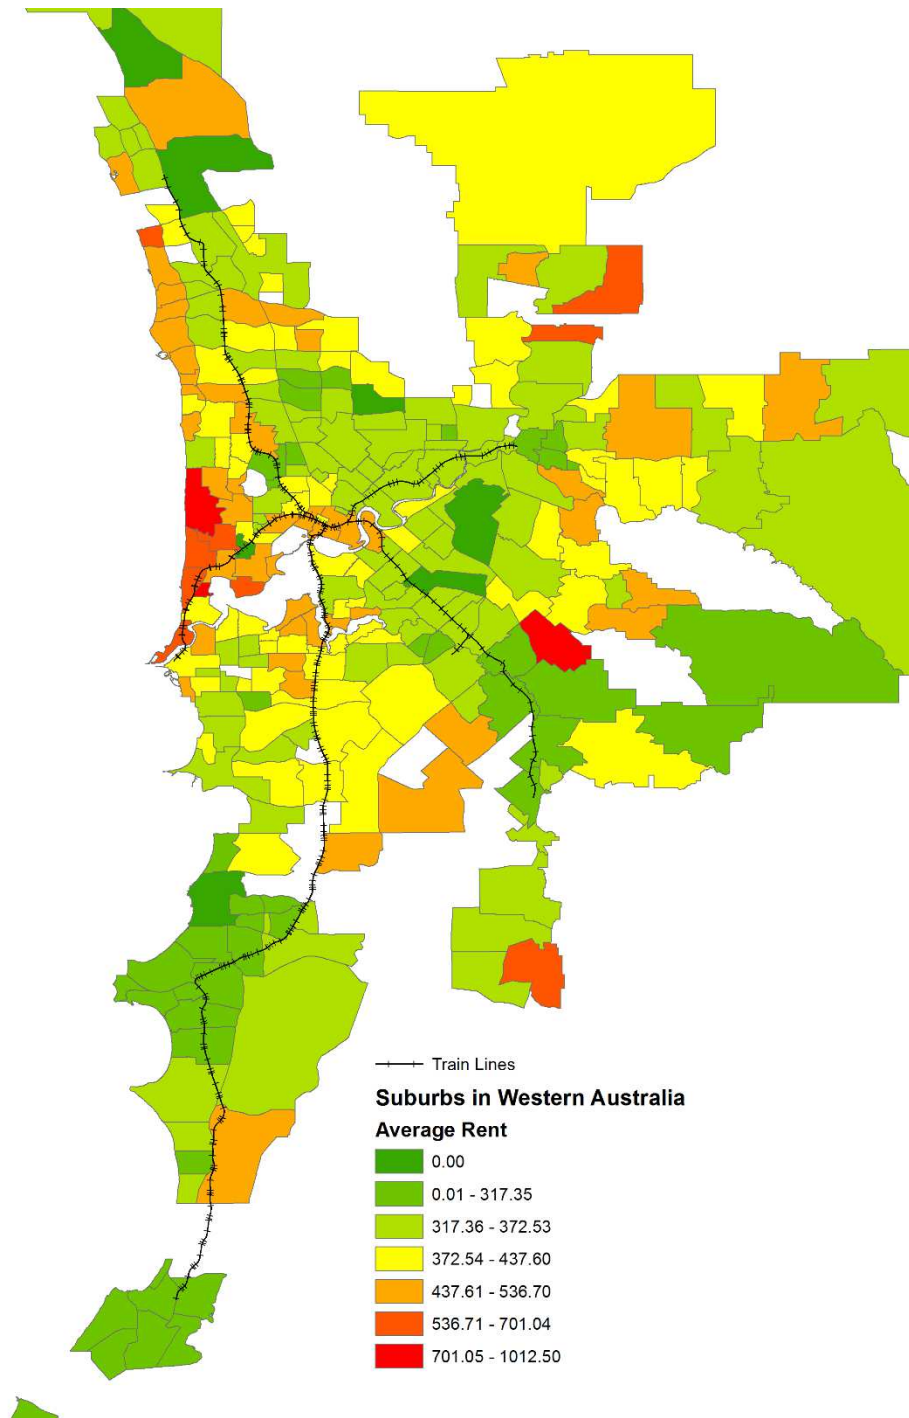 Train Lines
Suburbs in Western Australia
Average Rent
0.00
0.01 - 317.35
317.36 - 372.53
372.54 - 437.60
437.61 - 536.70
536.71 - 701.04
701.05 - 1012.50